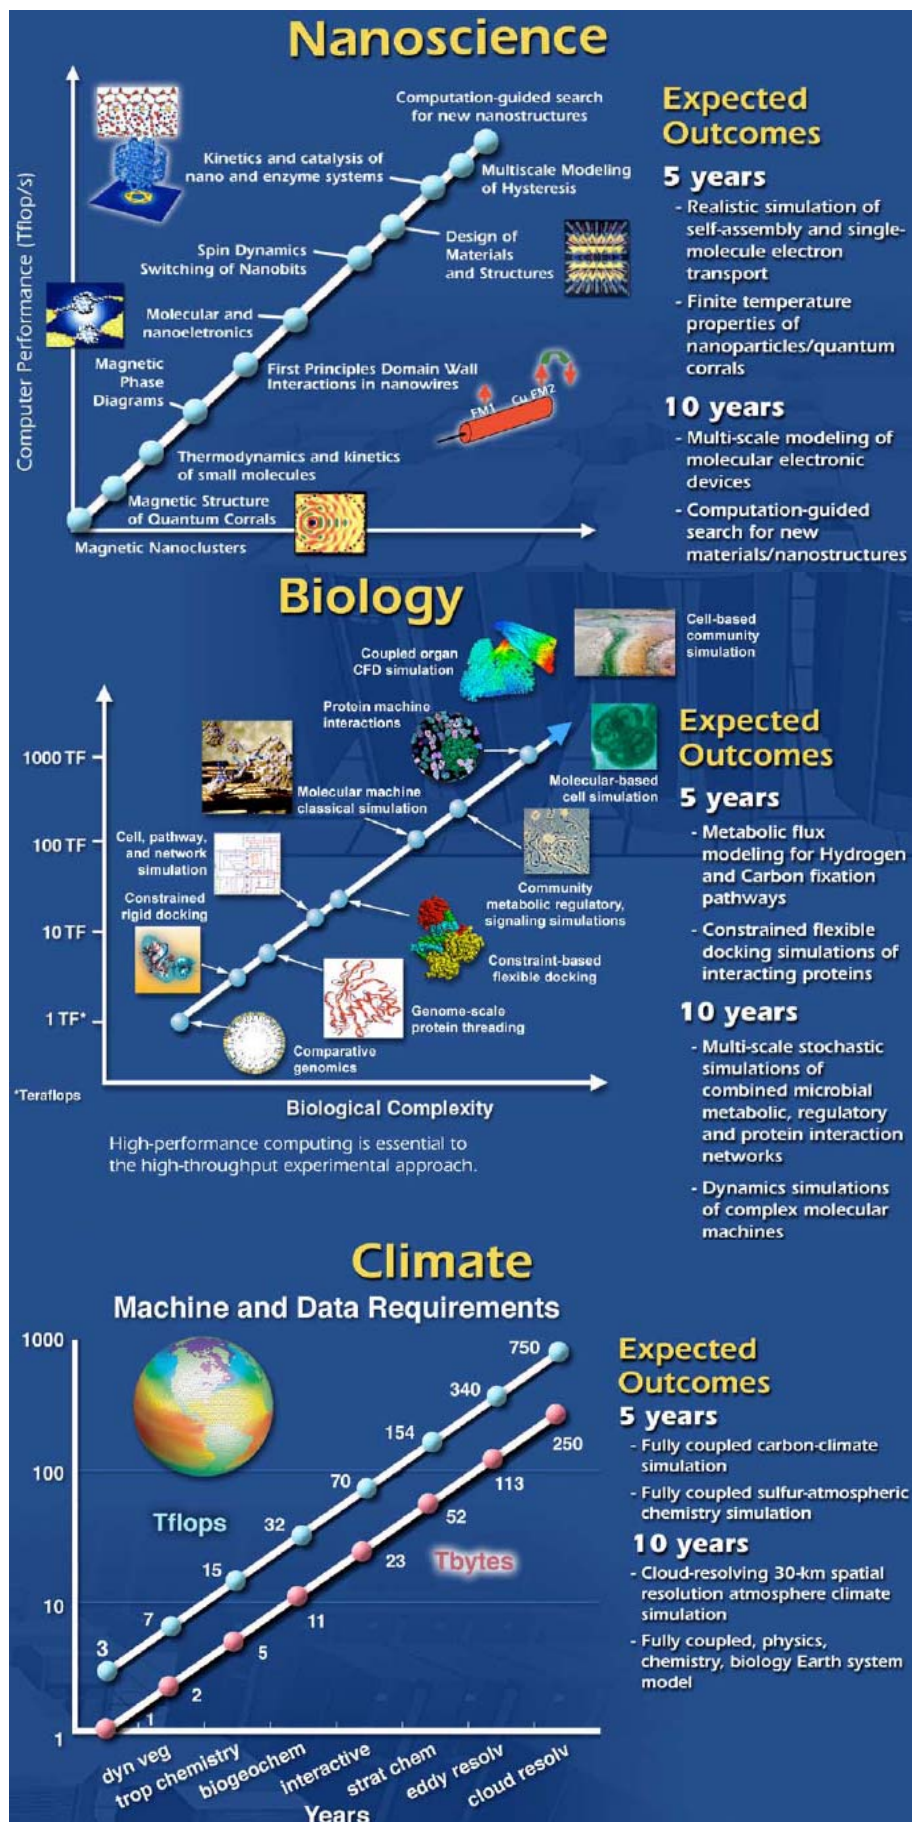 Nanoscience
Computer Performance (Tflop/s)
Computation-guided search
for new nanostructures
Kinetics and catalysis of
nano and enzyme systems
Multiscale Modeling
of Hysteresis
Spin Dynamics
Switching of Nanobits
Design of
Materials
and Structures
Molecular and
nanoeletronics
Magnetic
Phase
Diagrams
First Principles Domain Wall
Interactions in nanowires
FM1 Cu FM2
Thermodynamics and kinetics
of small molecules
Magnetic Structure
of Quantum Corrals
Magnetic Nanoclusters
Expected
Outcomes
5 years
- Realistic simulation of
self-assembly and single-
molecule electron
transport
- Finite temperature
properties of
nanoparticles/quantum
corrals
10 years
- Multi-scale modeling of
molecular electronic
devices
- Computation-guided
search for new
materials/nanostructures
Biology
Coupled organ
CFD simulation
Cell-based
community
simulation
Protein machine
interactions
1000 TF
Molecular machine
classical simulation
Molecular-based
cell simulation
100 TF
Cell, pathway,
and network
simulation
Community
metabolic regulatory,
signaling simulations
Constrained
rigid docking
10 TF
Constraint-based
flexible docking
Genome-scale
protein threading
1 TF*
Comparative
genomics
*Teraflops
Biological Complexity
High-performance computing is essential to
the high-throughput experimental approach.
Expected
Outcomes
5 years
- Metabolic flux
modeling for Hydrogen
and Carbon fixation
pathways
- Constrained flexible
docking simulations of
interacting proteins
10 years
- Multi-scale stochastic
simulations of
combined microbial
metabolic, regulatory
and protein interaction
networks
- Dynamics simulations
of complex molecular
machines
Climate
Machine and Data Requirements
1000
750
340
154
250
100
70
113
Tflops
32
52
15
23
Tbytes
10
7
11
3
5
2
1
1
dyn veg
trop chemistry
biogeochem
interactive
strat chem
eddy resolv
cloud resolv
Years
Expected
Outcomes
5 years
- Fully coupled carbon-climate
simulation
- Fully coupled sulfur-atmospheric
chemistry simulation
10 years
- Cloud-resolving 30-km spatial
resolution atmosphere climate
simulation
- Fully coupled, physics,
chemistry, biology Earth system
model